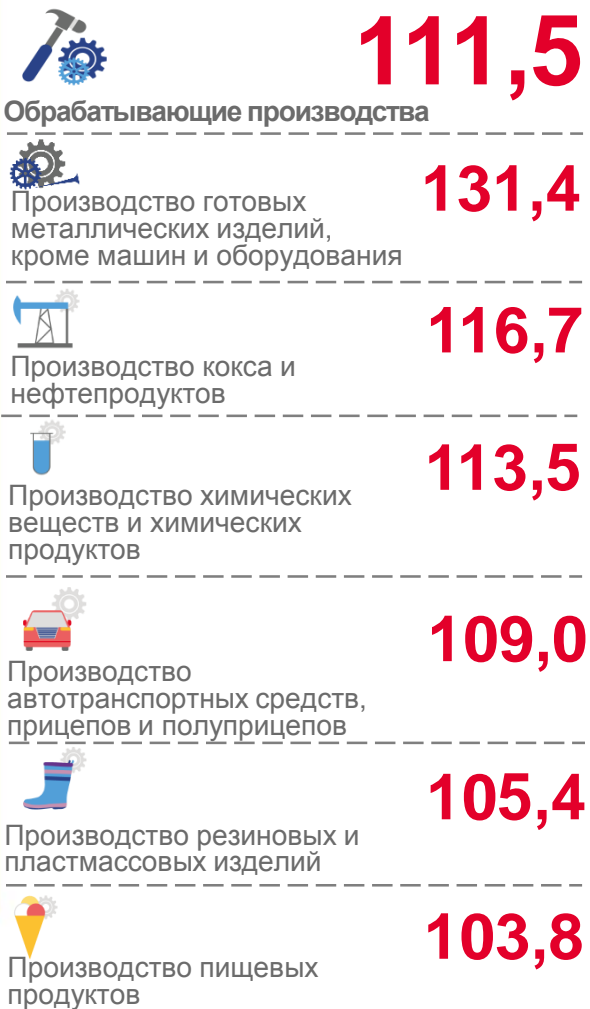 111,5
Обрабатывающие производства
131,4
Производство готовых
металлических изделий,
кроме машин и оборудования
116,7
Производство кокса и
нефтепродуктов
113,5
Производство химических
веществ и химических
продуктов
109,0
Производство
автотранспортных средств,
прицепов и полуприцепов
105,4
Производство резиновых и
пластмассовых изделий
103,8
Производство пищевых
продуктов